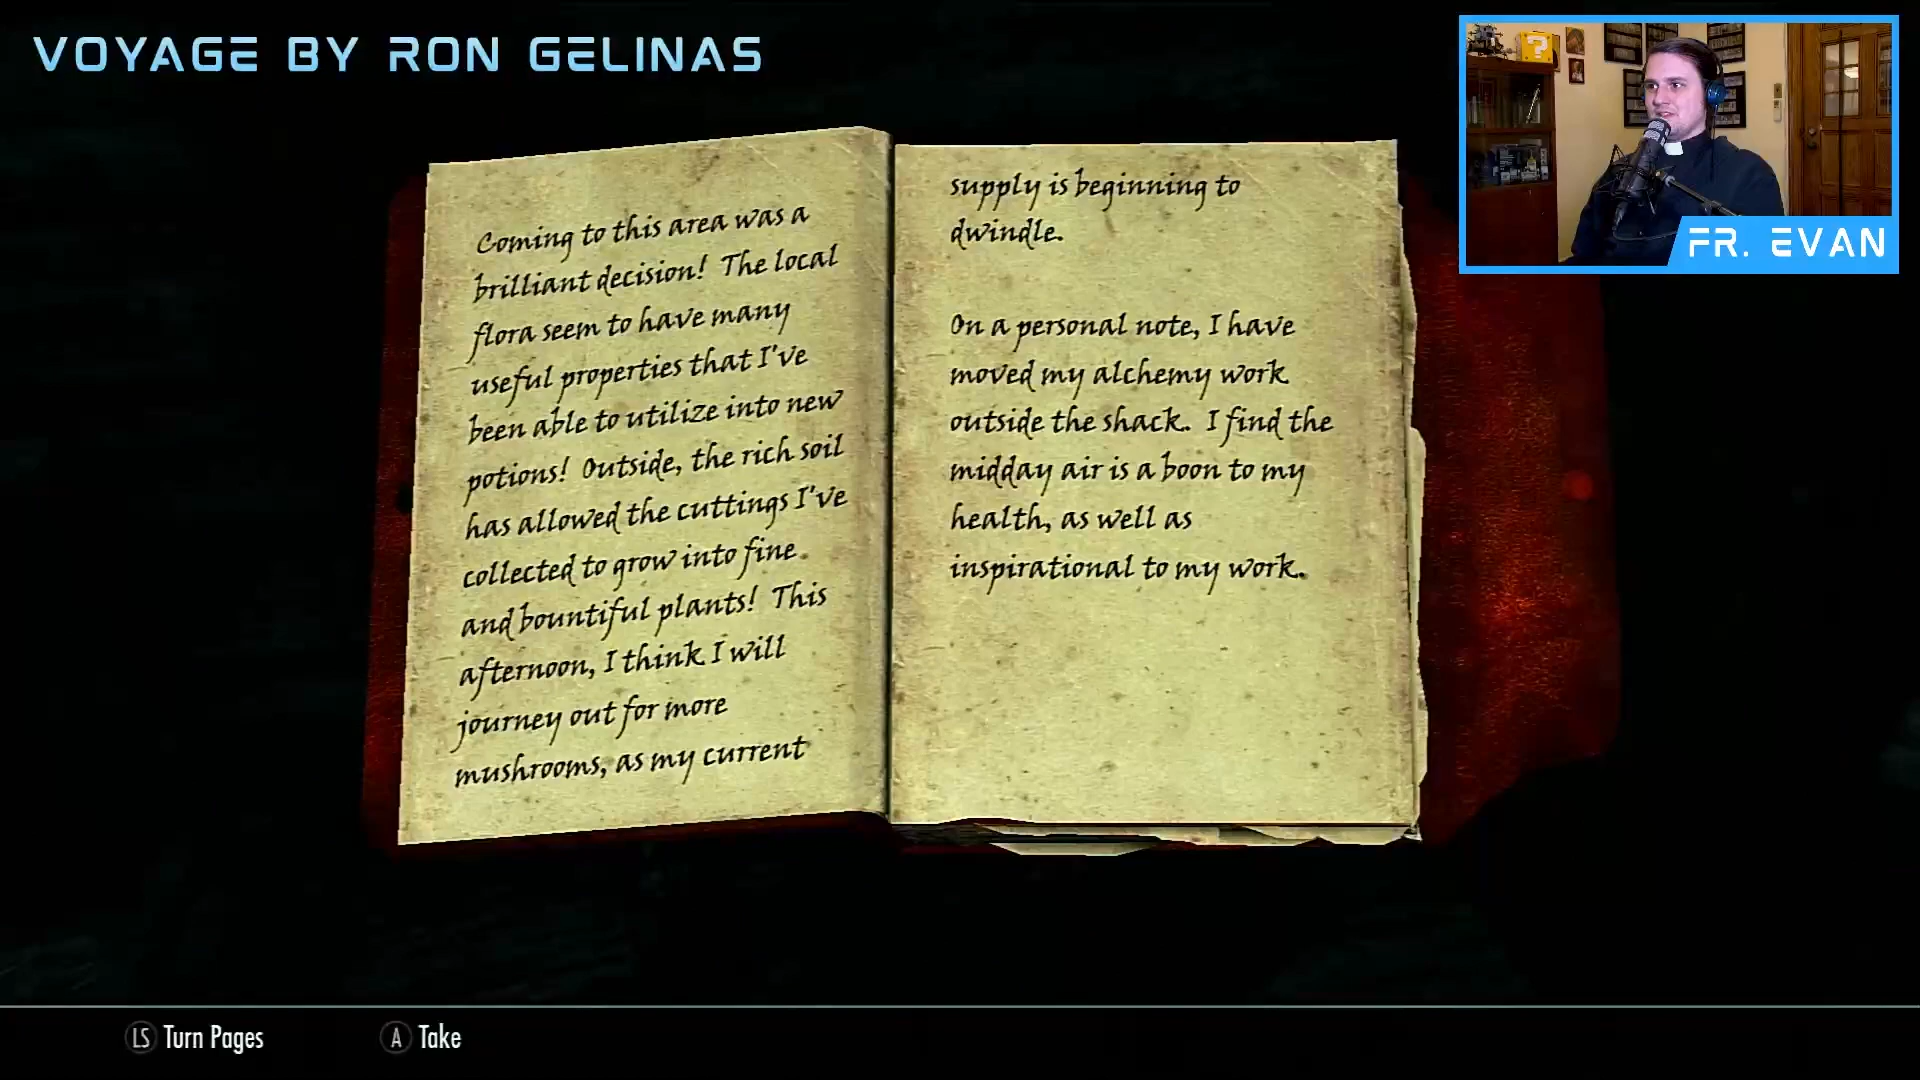 VOYAGE BY RON GELINAS
FR. EVAN
Coming to this area was a
brilliant decision! The local
flora seem to have many
useful properties that I've
been able to utilize into new
potions! Outside, the rich soil
has allowed the cuttings I've
collected to grow into fine
and bountiful plants! This
afternoon, I think I will
journey out for more
mushrooms, as my current
supply is beginning to
dwindle.
On a personal note, I have
moved my alchemy work
outside the shack. I find the
midday air is a boon to my
health, as well as
inspirational to my work.
LS Turn Pages
A Take